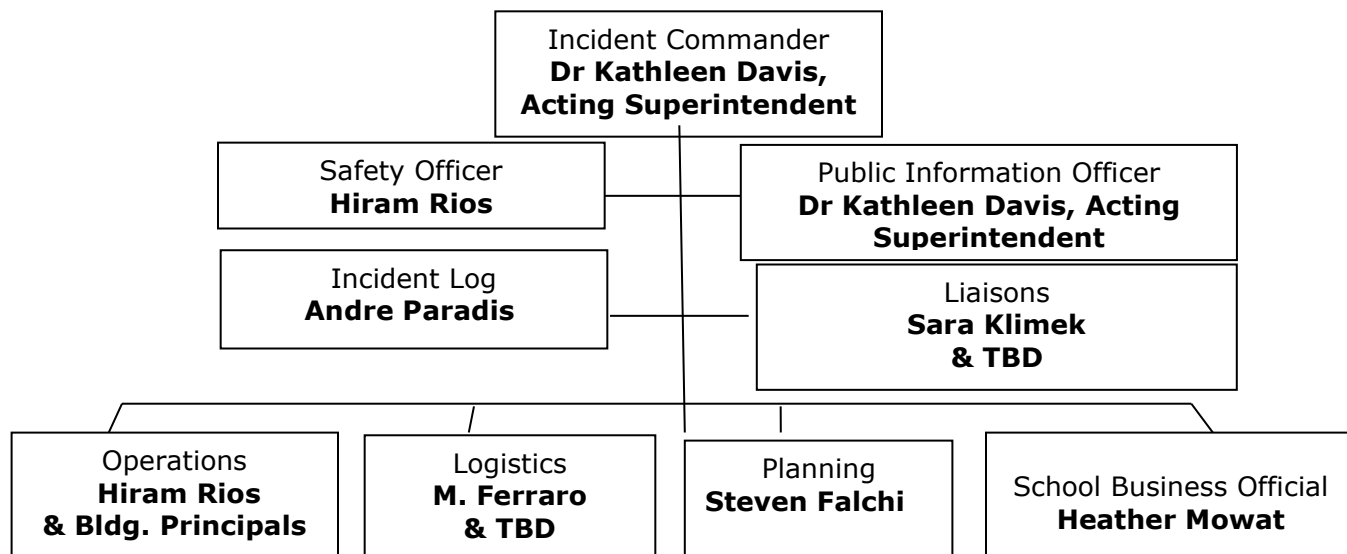 Incident Commander
Dr Kathleen Davis,
Acting Superintendent
Safety Officer
Hiram Rios
Public Information Officer
Dr Kathleen Davis, Acting
Superintendent
Incident Log
Andre Paradis
Liaisons
Sara Klimek
& TBD
Operations
Hiram Rios
& Bldg. Principals
Logistics
M. Ferraro
& TBD
Planning
Steven Falchi
School Business Official
Heather Mowat